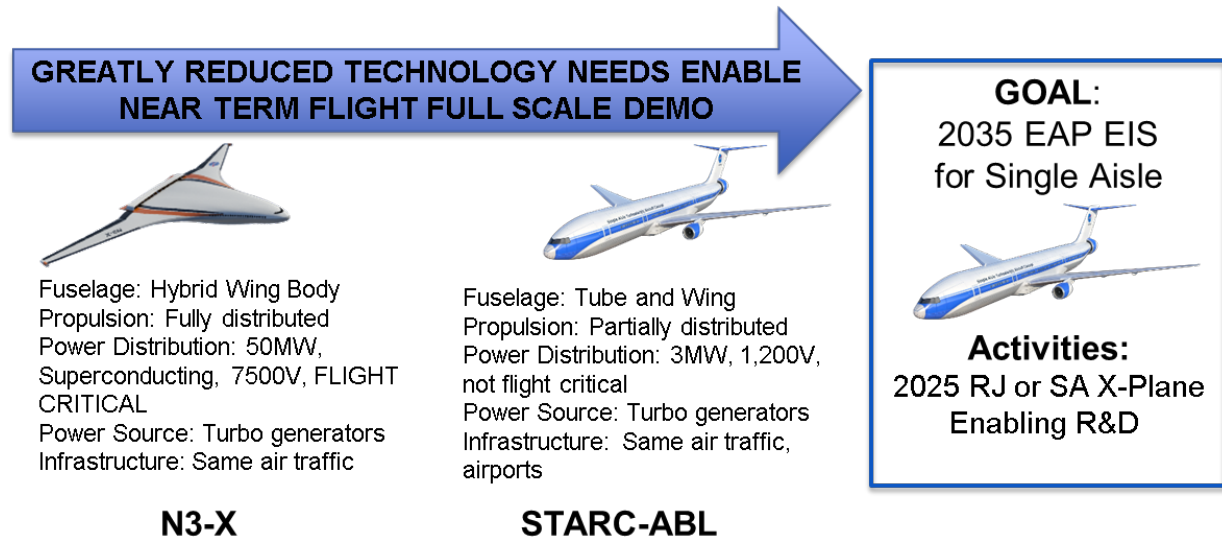 GREATLY REDUCED TECHNOLOGY NEEDS ENABLE
NEAR TERM FLIGHT FULL SCALE DEMO
Fuselage: Hybrid Wing Body
Propulsion: Fully distributed
Power Distribution: 50MW,
Superconducting, 7500V, FLIGHT
CRITICAL
Power Source: Turbo generators
Infrastructure: Same air traffic
N3-X
Fuselage: Tube and Wing
Propulsion: Partially distributed
Power Distribution: 3MW, 1,200V,
not flight critical
Power Source: Turbo generators
Infrastructure: Same air traffic,
airports
STARC-ABL
GOAL:
2035 EAP EIS
for Single Aisle
Activities:
2025 RJ or SA X-Plane
Enabling R&D